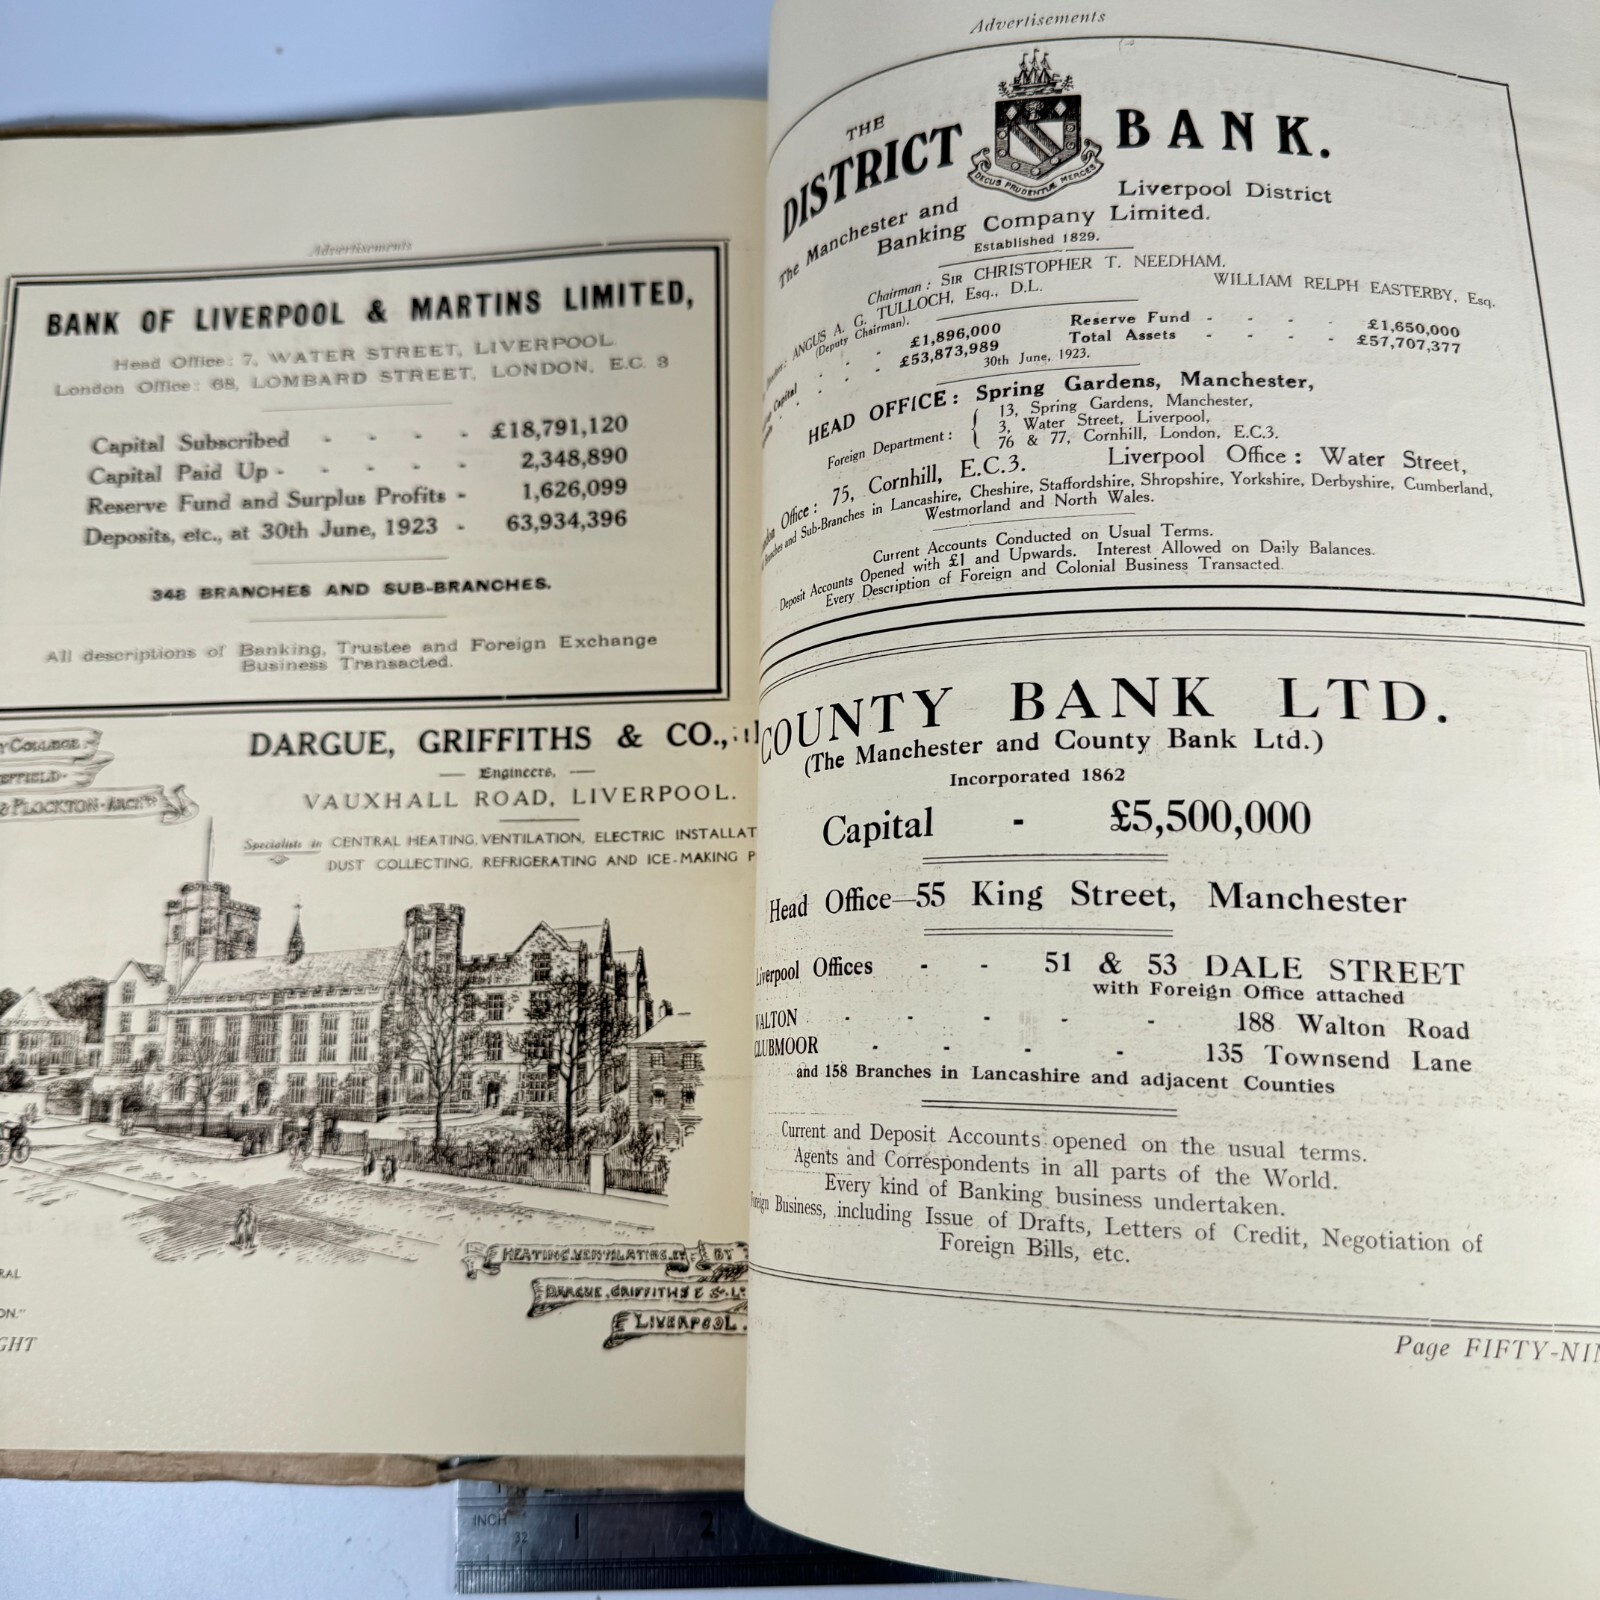 Advertisements
BANK OF LIVERPOOL & MARTINS LIMITED,
Head Office: 7, WATER STREET, LIVERPOOL
London Office: 68, LOMBARD STREET, LONDON, E.C. 3
Capital Subscribed - - - - £18,791,120
Capital Paid Up - - - - - 2,348,890
Reserve Fund and Surplus Profits - 1,626,099
Deposits, etc., at 30th June, 1923 - 63,934,396
348 BRANCHES AND SUB-BRANCHES.
All descriptions of Banking, Trustee and Foreign Exchange
Business Transacted.
DARGUE, GRIFFITHS & CO.,
Engineers,
VAUXHALL ROAD, LIVERPOOL.
Specialists in CENTRAL HEATING, VENTILATION, ELECTRIC
DUST COLLECTING, REFRIGERATING AND ICE-MAKING
COLLEGE
& FLOCKTON-ARCHTS
HEATING, VENTILATING, BY
DARGUE, GRIFFITHS & Co. Ld
LIVERPOOL.
Advertisements
THE
DISTRICT BANK.
DECUS PRUDENTIÆ MERCES
The Manchester and Liverpool District
Banking Company Limited.
Established 1829.
Chairman: SIR CHRISTOPHER T. NEEDHAM.
ANGUS A. G. TULLOCH, Esq., D.L. WILLIAM RELPH EASTERBY, Esq.
(Deputy Chairman).
Capital - - £1,896,000 Reserve Fund - - - - £1,650,000
- - - £53,873,989 Total Assets - - - - £57,707,377
30th June, 1923.
HEAD OFFICE: Spring Gardens, Manchester,
Foreign Department: { 13, Spring Gardens, Manchester,
3, Water Street, Liverpool,
76 & 77, Cornhill, London, E.C.3.
Office: 75, Cornhill, E.C.3. Liverpool Office: Water Street,
Branches and Sub-Branches in Lancashire, Cheshire, Staffordshire, Shropshire, Yorkshire, Derbyshire, Cumberland,
Westmorland and North Wales.
Current Accounts Conducted on Usual Terms.
Deposit Accounts Opened with £1 and Upwards. Interest Allowed on Daily Balances.
Every Description of Foreign and Colonial Business Transacted.
COUNTY BANK LTD.
(The Manchester and County Bank Ltd.)
Incorporated 1862
Capital - £5,500,000
Head Office—55 King Street, Manchester
Liverpool Offices - - 51 & 53 DALE STREET
with Foreign Office attached
WALTON - - - - - 188 Walton Road
CLUBMOOR - - - - 135 Townsend Lane
and 158 Branches in Lancashire and adjacent Counties
Current and Deposit Accounts opened on the usual terms.
Agents and Correspondents in all parts of the World.
Every kind of Banking business undertaken.
Foreign Business, including Issue of Drafts, Letters of Credit, Negotiation of
Foreign Bills, etc.
Page
INCH
32
1 2